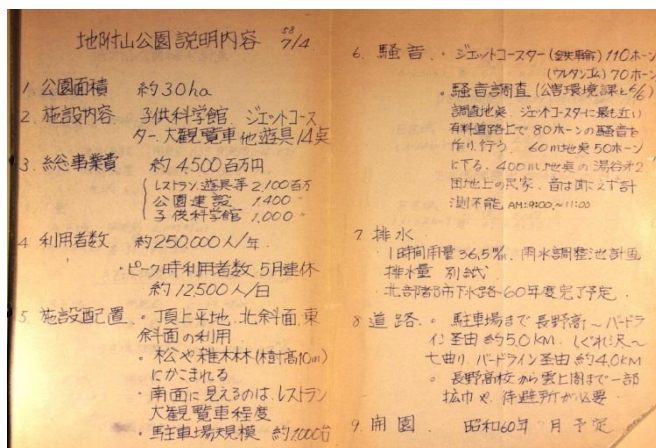 地附山公園説明内容 58 7/4
1. 公園面積 約30ha
2. 施設内容 子供科学館、ジェットコース
ター、大観覧車他遊具14点
3. 総事業費 約4500百万円
レストラン、遊具等 2,100百万
公園建設 1,400 〃
子供科学館 1,000 〃
4 利用者数 約250,000人/年.
・ピーク時利用者数 5月連休
約12,500人/日
5. 施設配置 ○頂上平地、北斜面、東
斜面の利用
○松や雑木林(樹高10m)
にかこまれる
・南面に見えるのは、レストラン
大観覧車程度
・駐車場規模 約1,000台
6. 騒音 ・ジェットコースター(鉄車輪)110ホーン
(ウレタンゴム)70ホーン
・騒音調査(公害環境課と5/6)
調査地点、ジェットコースターに最も近い
有料道路上で80ホーンの騒音を
作り行う。60m地点50ホーン
に下る。400m地点の湯谷第2
団地上の民家、音は聞こえず計
測不能 AM:9:00,~11:00
7. 排水
・1時間雨量36.5%. 雨水調整池計画
排水量 別紙
・北部都市下水路-60年度完了予定.
8 道路. ○駐車場まで長野高~バードラ
イン経由約5.0KM. しぐれ沢~
七曲り、バードライン経由約4.0KM
○長野高校から雲上閣まで一部
拡巾や、待避所が必要
9. 開園. 昭和60年 月予定